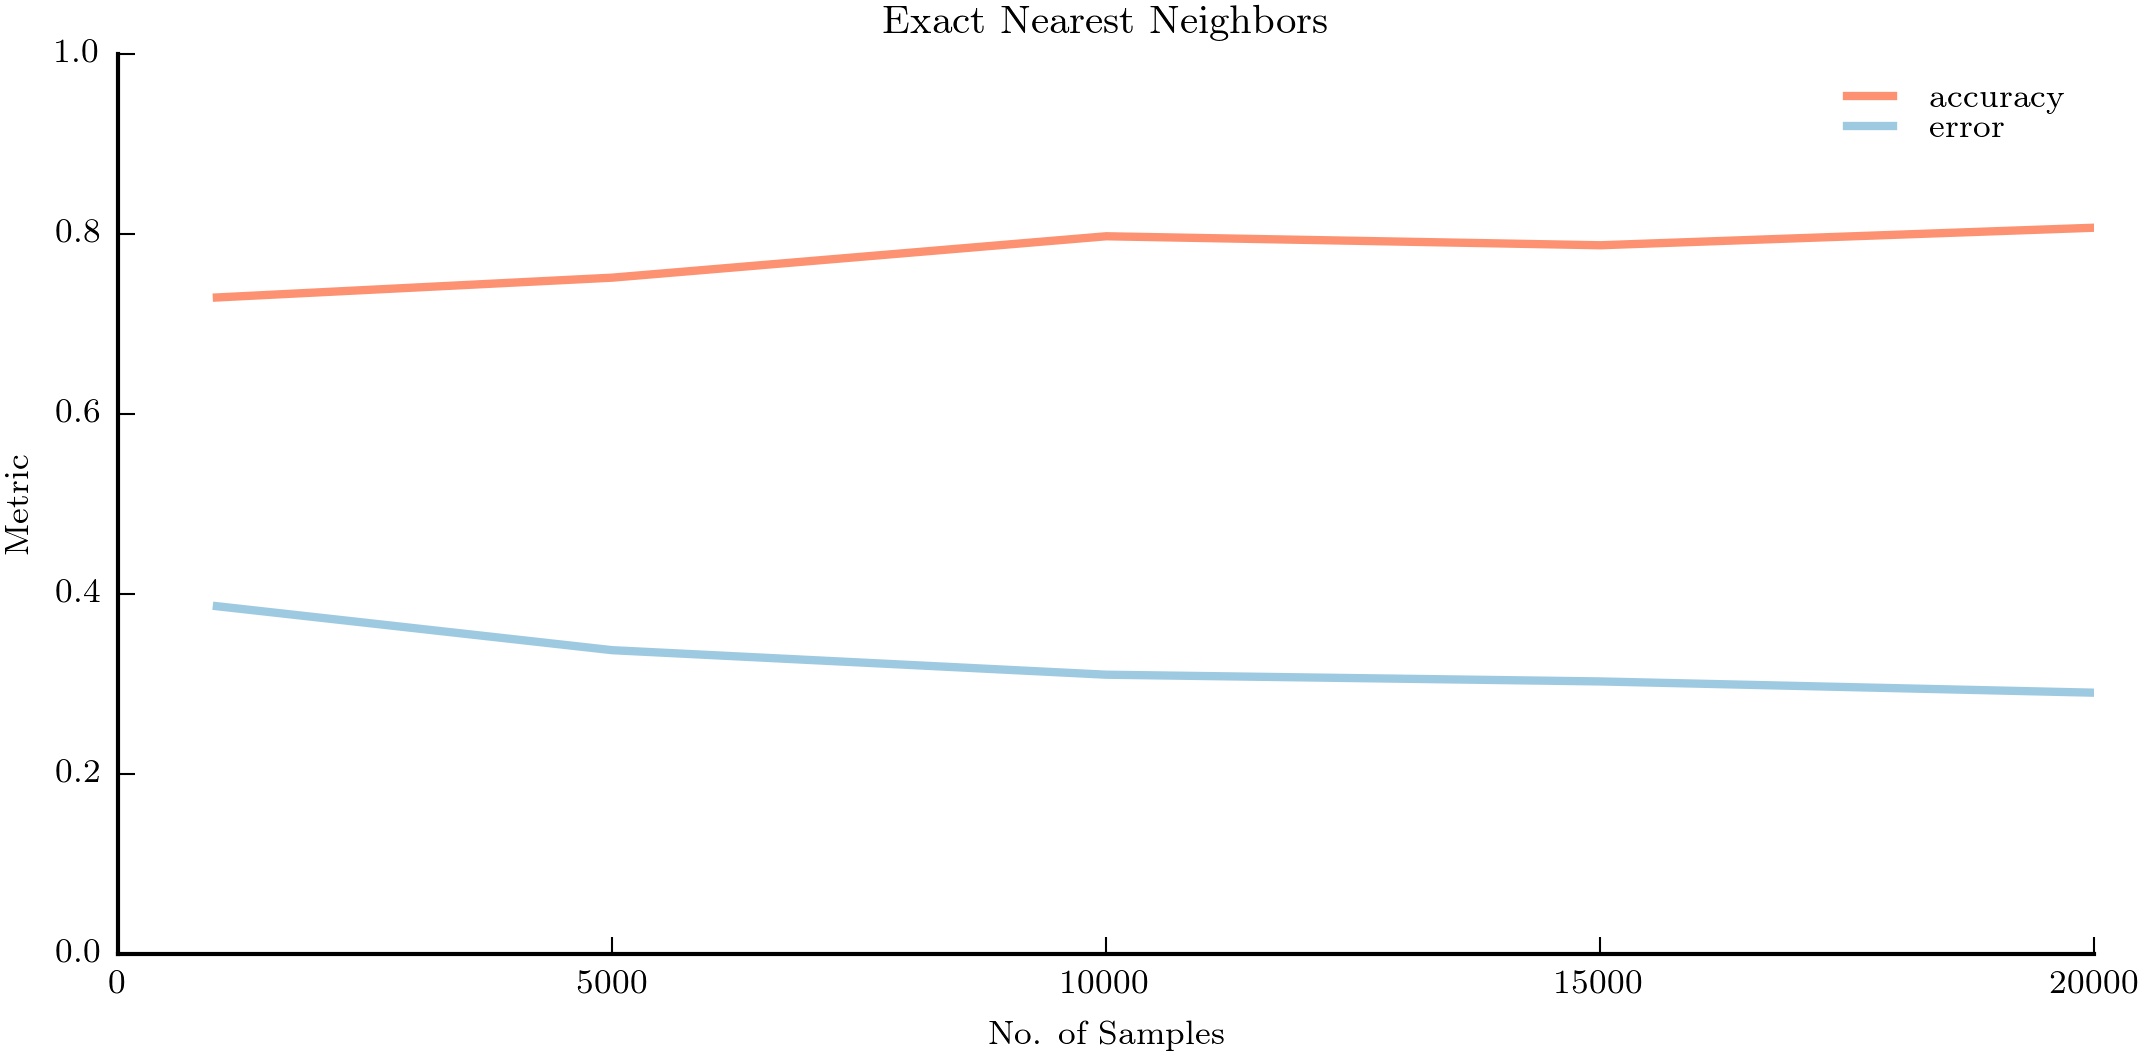 Exact Nearest Neighbors
1.0
accuracy
error
0.8
0.6
Metric
0.4
0.2
0.0
0 5000 10000 15000 20000
No. of Samples